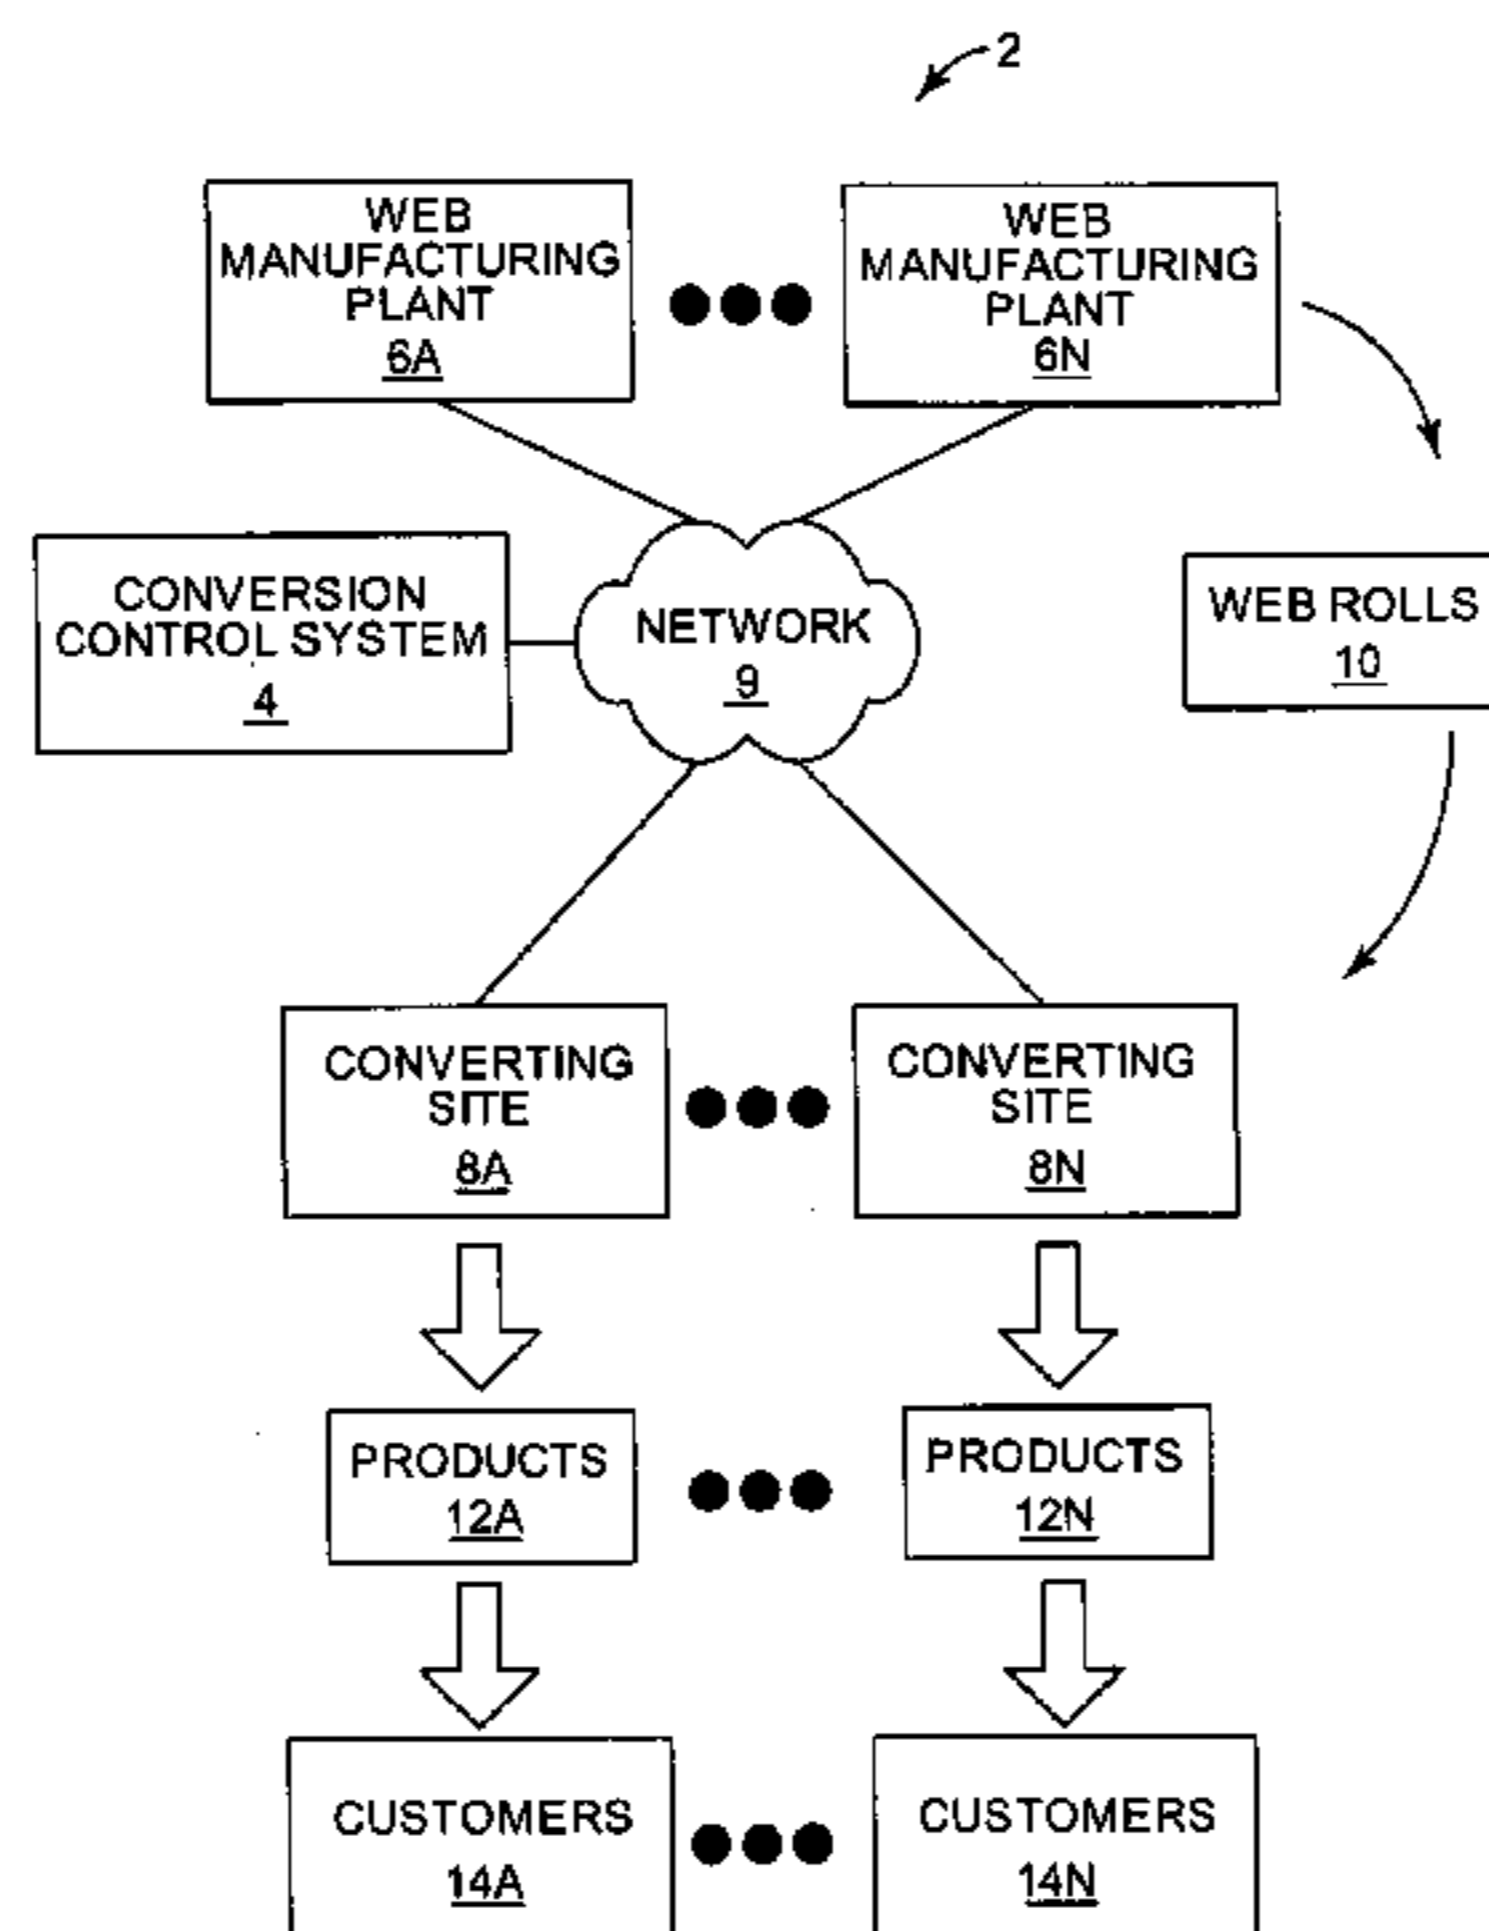 2
WEB
MANUFACTURING
PLANT
6A
WEB
MANUFACTURING
PLANT
6N
CONVERSION
CONTROL SYSTEM
4
NETWORK
9
WEB ROLLS
10
CONVERTING
SITE
8A
CONVERTING
SITE
8N
PRODUCTS
12A
PRODUCTS
12N
CUSTOMERS
14A
CUSTOMERS
14N